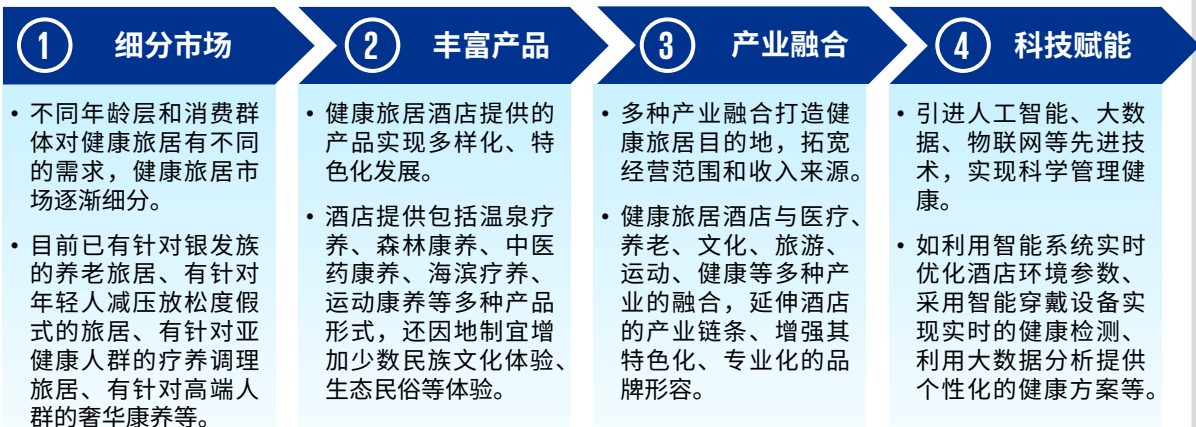 1 细分市场
• 不同年龄层和消费群
体对健康旅居有不同
的需求，健康旅居市
场逐渐细分。
• 目前已有针对银发族
的养老旅居、有针对
年轻人减压放松度假
式的旅居、有针对亚
健康人群的疗养调理
旅居、有针对高端人
群的奢华康养等。
2 丰富产品
• 健康旅居酒店提供的
产品实现多样化、特
色化发展。
• 酒店提供包括温泉疗
养、森林康养、中医
药康养、海滨疗养、
运动康养等多种产品
形式，还因地制宜增
加少数民族文化体验、
生态民俗等体验。
3 产业融合
• 多种产业融合打造健
康旅居目的地，拓宽
经营范围和收入来源。
• 健康旅居酒店与医疗、
养老、文化、旅游、
运动、健康等多种产
业的融合，延伸酒店
的产业链条、增强其
特色化、专业化的品
牌形容。
4 科技赋能
• 引进人工智能、大数
据、物联网等先进技
术，实现科学管理健
康。
• 如利用智能系统实时
优化酒店环境参数、
采用智能穿戴设备实
现实时的健康检测、
利用大数据分析提供
个性化的健康方案等。